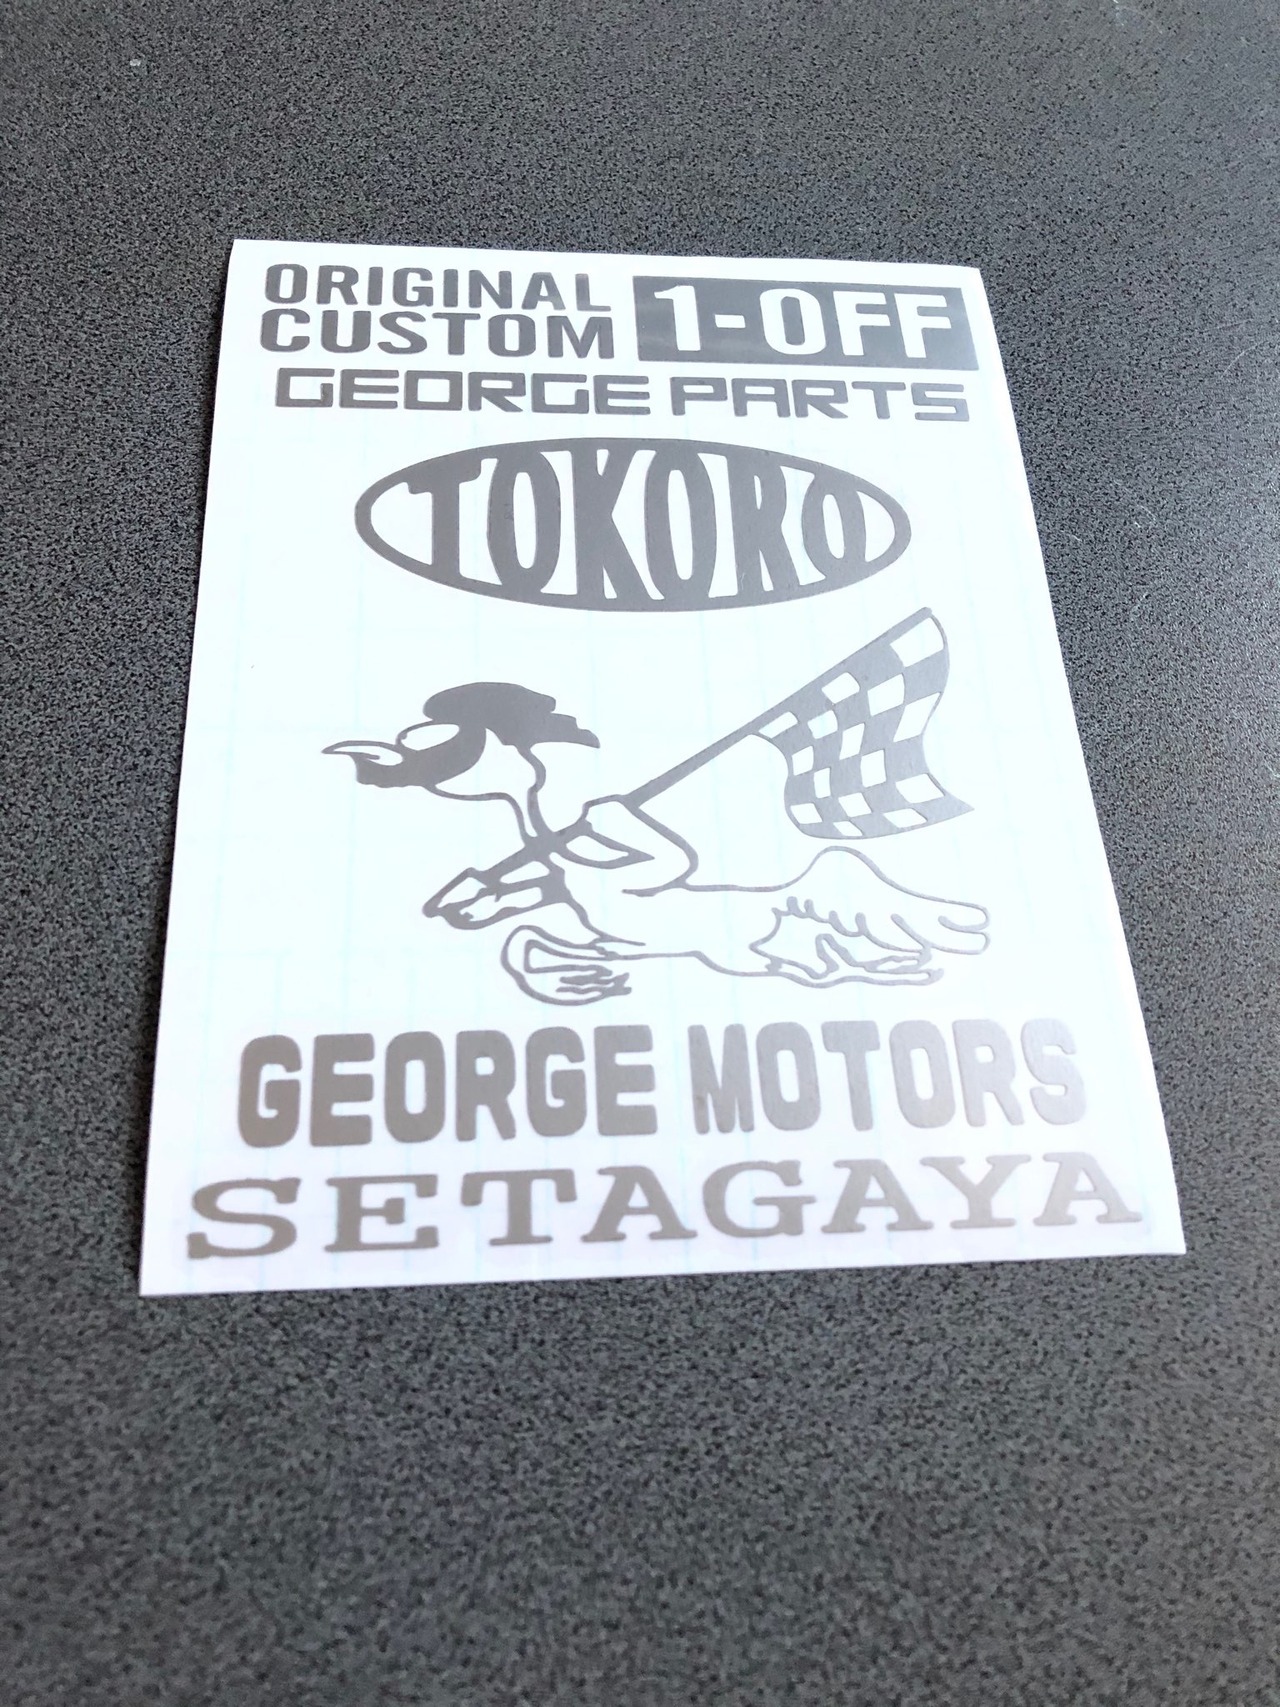 ORIGINAL
CUSTOM
1-OFF
GEORGE PARTS
TOKORO
GEORGE MOTORS
SETAGAYA